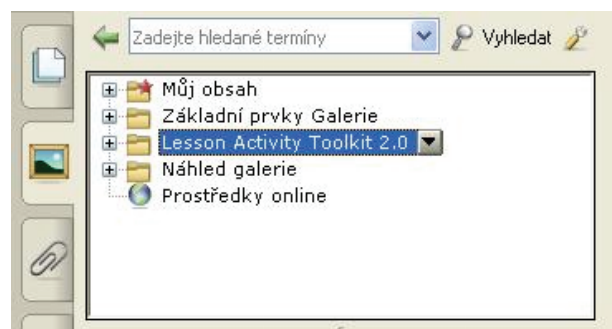 Zadejte hledané termíny Vyhledat
Můj obsah
Základní prvky Galerie
Lesson Activity Toolkit 2.0
Náhled galerie
Prostředky online